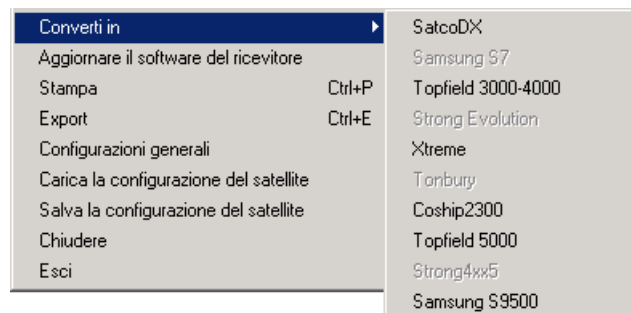 Converti in
Aggiornare il software del ricevitore
Stampa Ctrl+P
Export Ctrl+E
Configurazioni generali
Carica la configurazione del satellite
Salva la configurazione del satellite
Chiudere
Esci
SatcoDX
Samsung S7
Topfield 3000-4000
Strong Evolution
Xtreme
Tonbury
Coship2300
Topfield 5000
Strong4xx5
Samsung S9500